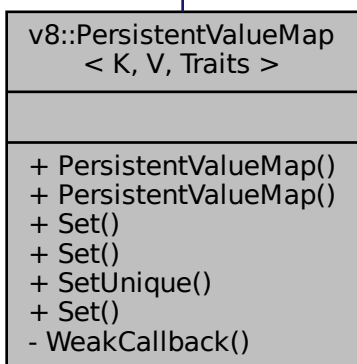 v8::PersistentValueMap
< K, V, Traits >
+ PersistentValueMap()
+ PersistentValueMap()
+ Set()
+ Set()
+ SetUnique()
+ Set()
- WeakCallback()